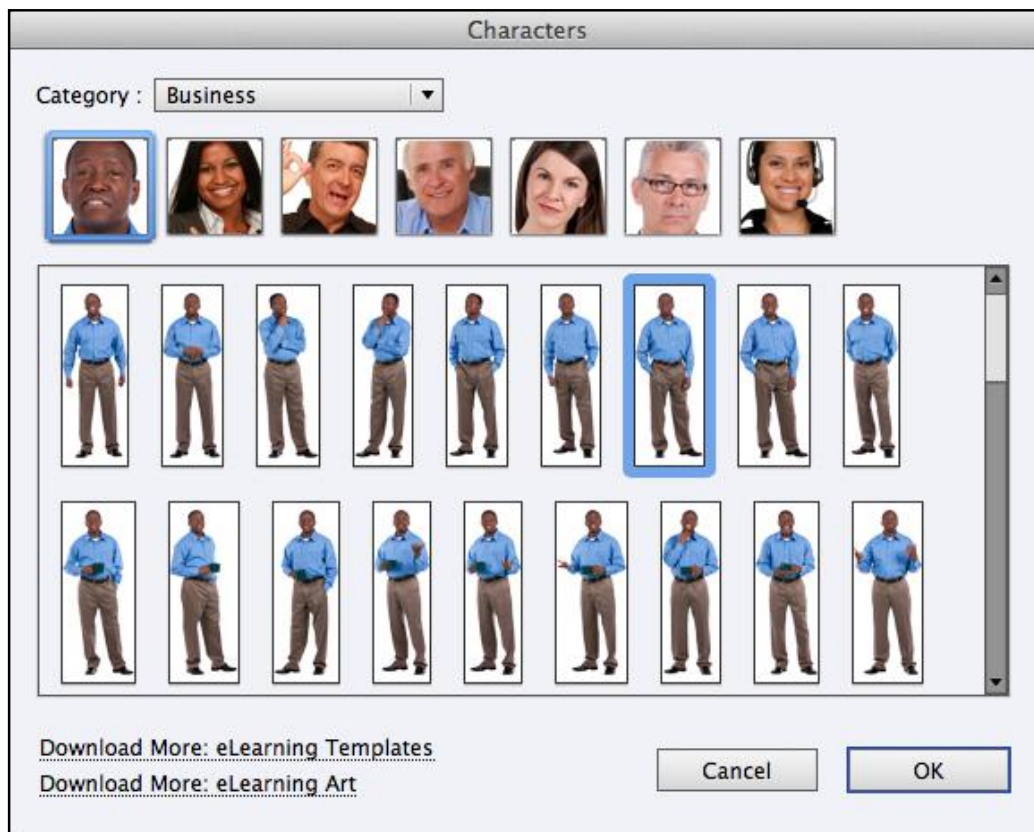 Characters
Category : Business
Download More: eLearning Templates
Download More: eLearning Art
Cancel OK